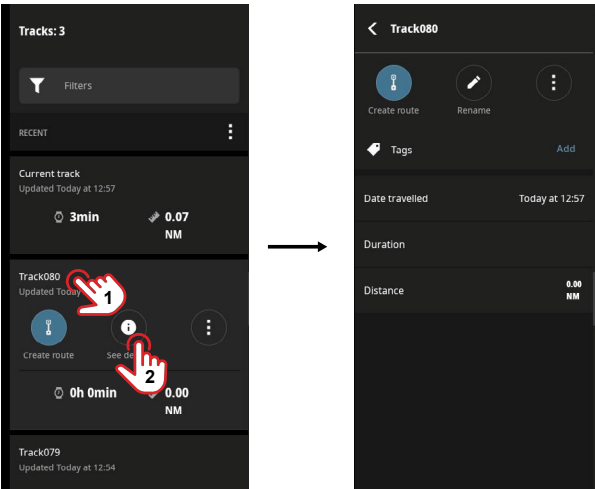 Tracks: 3
Filters
RECENT
Current track
Updated Today at 12:57
3min
0.07
NM
Track080
Updated Today
1
Create route
See de
2
0h 0min
0.00
NM
Track079
Updated Today at 12:54
Track080
Create route
Rename
Tags
Add
Date travelled
Today at 12:57
Duration
Distance
0.00
NM